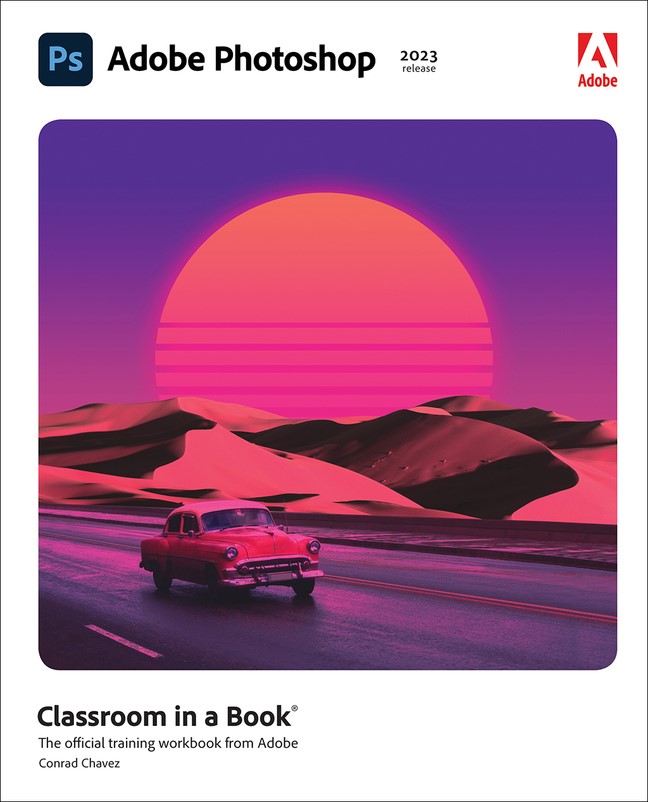 Ps Adobe Photoshop 2023
release
Adobe
Classroom in a Book®
The official training workbook from Adobe
Conrad Chavez